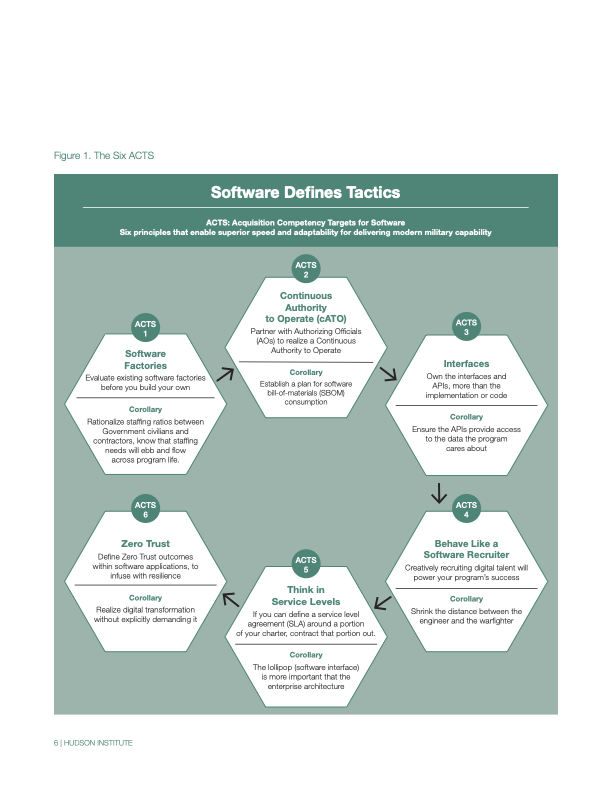 Figure 1. The Six ACTS
Software Defines Tactics
ACTS: Acquisition Competency Targets for Software
Six principles that enable superior speed and adaptability for delivering modern military capability
ACTS
1
Software
Factories
Evaluate existing software factories
before you build your own
Corollary
Rationalize staffing ratios between
Government civilians and
contractors, know that staffing
needs will ebb and flow
across program life.
ACTS
2
Continuous
Authority
to Operate (cATO)
Partner with Authorizing Officials
(AOs) to realize a Continuous
Authority to Operate
Corollary
Establish a plan for software
bill-of-materials (SBOM)
consumption
ACTS
3
Interfaces
Own the interfaces and
APIs, more than the
implementation or code
Corollary
Ensure the APIs provide access
to the data the program
cares about
ACTS
4
Behave Like a
Software Recruiter
Creatively recruiting digital talent will
power your program's success
Corollary
Shrink the distance between the
engineer and the warfighter
ACTS
5
Think in
Service Levels
If you can define a service level
agreement (SLA) around a portion
of your charter, contract that portion out.
Corollary
The lollipop (software interface)
is more important that the
enterprise architecture
ACTS
6
Zero Trust
Define Zero Trust outcomes
within software applications, to
infuse with resilience
Corollary
Realize digital transformation
without explicitly demanding it
6 | HUDSON INSTITUTE